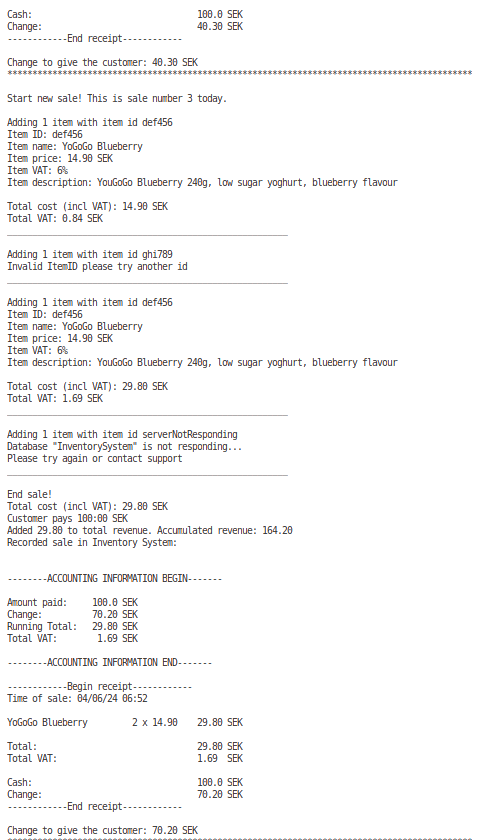 Cash: 100.0 SEK
Change: 40.30 SEK
------------End receipt------------
Change to give the customer: 40.30 SEK
*********************************************************************************************
Start new sale! This is sale number 3 today.
Adding 1 item with item id def456
Item ID: def456
Item name: YoGoGo Blueberry
Item price: 14.90 SEK
Item VAT: 6%
Item description: YouGoGo Blueberry 240g, low sugar yoghurt, blueberry flavour
Total cost (incl VAT): 14.90 SEK
Total VAT: 0.84 SEK
________________________________________________________
Adding 1 item with item id ghi789
Invalid ItemID please try another id
________________________________________________________
Adding 1 item with item id def456
Item ID: def456
Item name: YoGoGo Blueberry
Item price: 14.90 SEK
Item VAT: 6%
Item description: YouGoGo Blueberry 240g, low sugar yoghurt, blueberry flavour
Total cost (incl VAT): 29.80 SEK
Total VAT: 1.69 SEK
________________________________________________________
Adding 1 item with item id serverNotResponding
Database "InventorySystem" is not responding...
Please try again or contact support
________________________________________________________
End sale!
Total cost (incl VAT): 29.80 SEK
Customer pays 100:00 SEK
Added 29.80 to total revenue. Accumulated revenue: 164.20
Recorded sale in Inventory System:
--------ACCOUNTING INFORMATION BEGIN-------
Amount paid: 100.0 SEK
Change: 70.20 SEK
Running Total: 29.80 SEK
Total VAT: 1.69 SEK
--------ACCOUNTING INFORMATION END-------
------------Begin receipt------------
Time of sale: 04/06/24 06:52
YoGoGo Blueberry 2 x 14.90 29.80 SEK
Total: 29.80 SEK
Total VAT: 1.69 SEK
Cash: 100.0 SEK
Change: 70.20 SEK
------------End receipt------------
Change to give the customer: 70.20 SEK
*********************************************************************************************